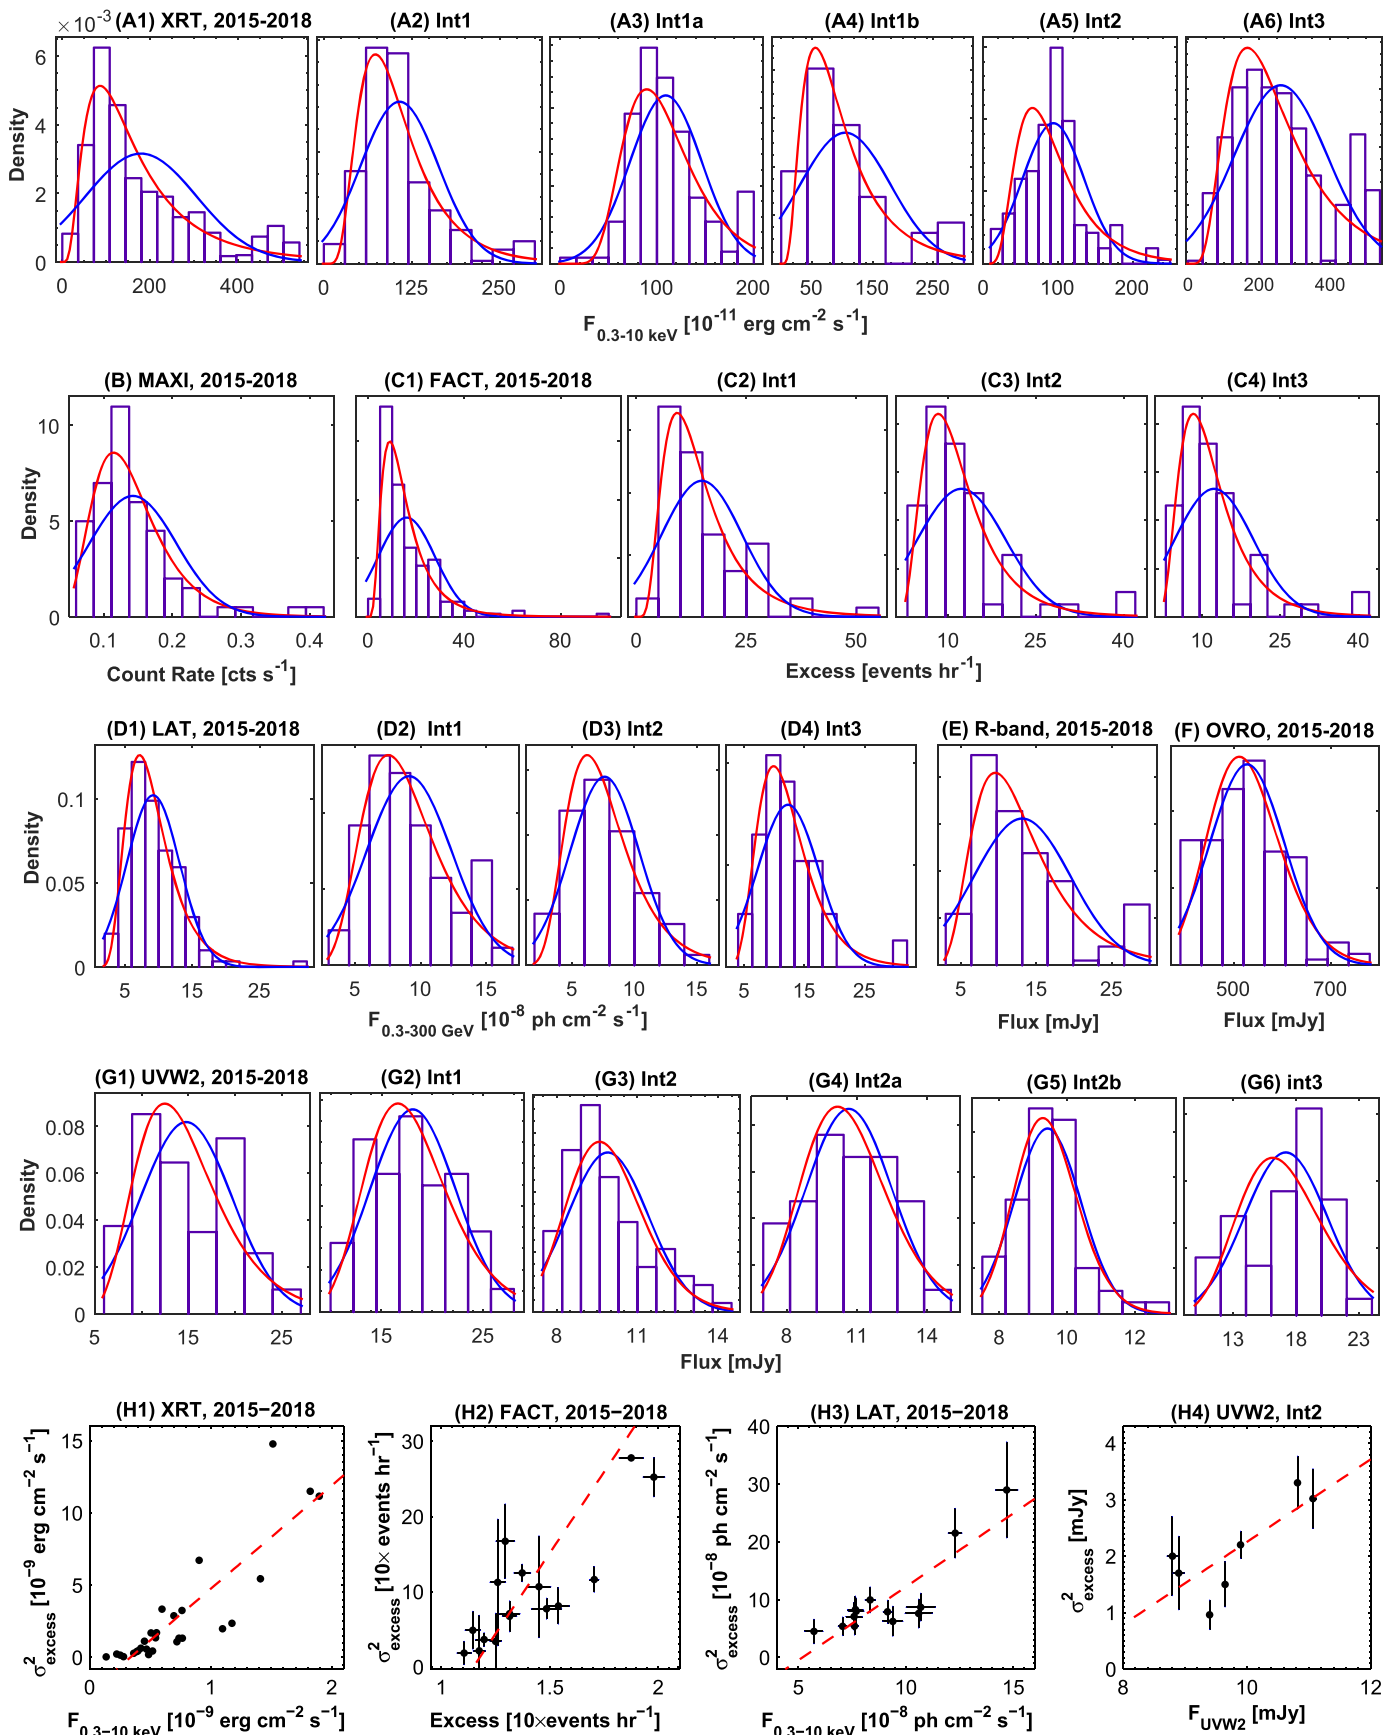 (A1) XRT, 2015-2018 (A2) Int1 (A3) Int1a (A4) Int1b (A5) Int2 (A6) Int3
×10⁻³
6
4
2
0
Density
0 200 400 0 125 250 0 100 200 50 150 250 0 100 200 0 200 400
F0.3-10 keV [10⁻¹¹ erg cm⁻² s⁻¹]
(B) MAXI, 2015-2018 (C1) FACT, 2015-2018 (C2) Int1 (C3) Int2 (C4) Int3
10
5
0
Density
0.1 0.2 0.3 0.4 0 40 80 0 25 50 10 25 40 10 25 40
Count Rate [cts s⁻¹] Excess [events hr⁻¹]
(D1) LAT, 2015-2018 (D2) Int1 (D3) Int2 (D4) Int3 (E) R-band, 2015-2018 (F) OVRO, 2015-2018
0.1
0.05
0
Density
5 15 25 5 10 15 5 10 15 5 15 25 5 15 25 500 700
F0.3-300 GeV [10⁻⁸ ph cm⁻² s⁻¹] Flux [mJy] Flux [mJy]
(G1) UVW2, 2015-2018 (G2) Int1 (G3) Int2 (G4) Int2a (G5) Int2b (G6) int3
0.08
0.06
0.04
0.02
0
Density
5 15 25 15 25 8 11 14 8 11 14 8 10 12 13 18 23
Flux [mJy]
(H1) XRT, 2015−2018 (H2) FACT, 2015−2018 (H3) LAT, 2015−2018 (H4) UVW2, Int2
15
10
5
0
σ²excess [10⁻⁹ erg cm⁻² s⁻¹]
30
20
10
0
σ²excess [10× events hr⁻¹]
40
30
20
10
0
σ²excess [10⁻⁸ ph cm⁻² s⁻¹]
4
3
2
1
0
σ²excess [mJy]
0 1 2 1 1.5 2 5 10 15 8 10 12
F0.3−10 keV [10⁻⁹ erg cm⁻² s⁻¹] Excess [10×events hr⁻¹] F0.3−10 keV [10⁻⁸ ph cm⁻² s⁻¹] FUVW2 [mJy]